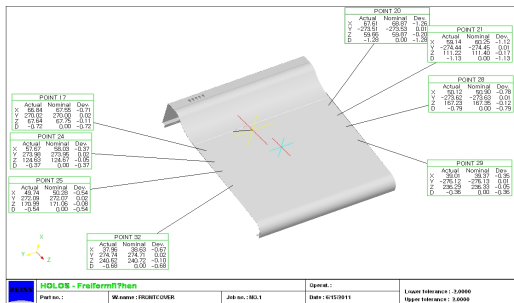 POINT 20
Actual Nominal Dev.
X 67.61 68.87 -1.26
Y -273.51 -273.53 0.01
Z 59.66 59.87 -0.20
D -1.28 0.00 -1.28
POINT 21
Actual Nominal Dev.
X 59.14 60.25 -1.12
Y -274.44 -274.45 0.01
Z 111.22 111.40 -0.17
D -1.13 0.00 -1.13
POINT 28
Actual Nominal Dev.
X 50.12 50.90 -0.78
Y -273.62 -273.63 0.01
Z 167.23 167.35 -0.12
D -0.79 0.00 -0.79
POINT 17
Actual Nominal Dev.
X 66.84 67.55 -0.71
Y 270.02 270.00 0.02
Z 67.64 67.75 -0.11
D -0.72 0.00 -0.72
POINT 24
Actual Nominal Dev.
X 57.67 58.03 -0.37
Y 273.98 273.95 0.02
Z 124.63 124.67 -0.05
D -0.37 0.00 -0.37
POINT 29
Actual Nominal Dev.
X 39.01 39.37 -0.35
Y -276.12 -276.13 0.01
Z 236.29 236.33 -0.05
D -0.36 0.00 -0.36
POINT 25
Actual Nominal Dev.
X 49.74 50.28 -0.54
Y 272.09 272.07 0.02
Z 170.99 171.06 -0.08
D -0.54 0.00 -0.54
POINT 32
Actual Nominal Dev.
X 37.96 38.63 -0.67
Y 274.74 274.71 0.02
Z 240.62 240.72 -0.10
D -0.68 0.00 -0.68
X
Y
Z
HOLOS - Freiformfl?hen
Operat. :
Lower tolerance : -3.0000
Part no. :
W.name : FRONTCOVER
Job no. : NO.1
Date : 6/15/2011
Upper tolerance : 3.0000